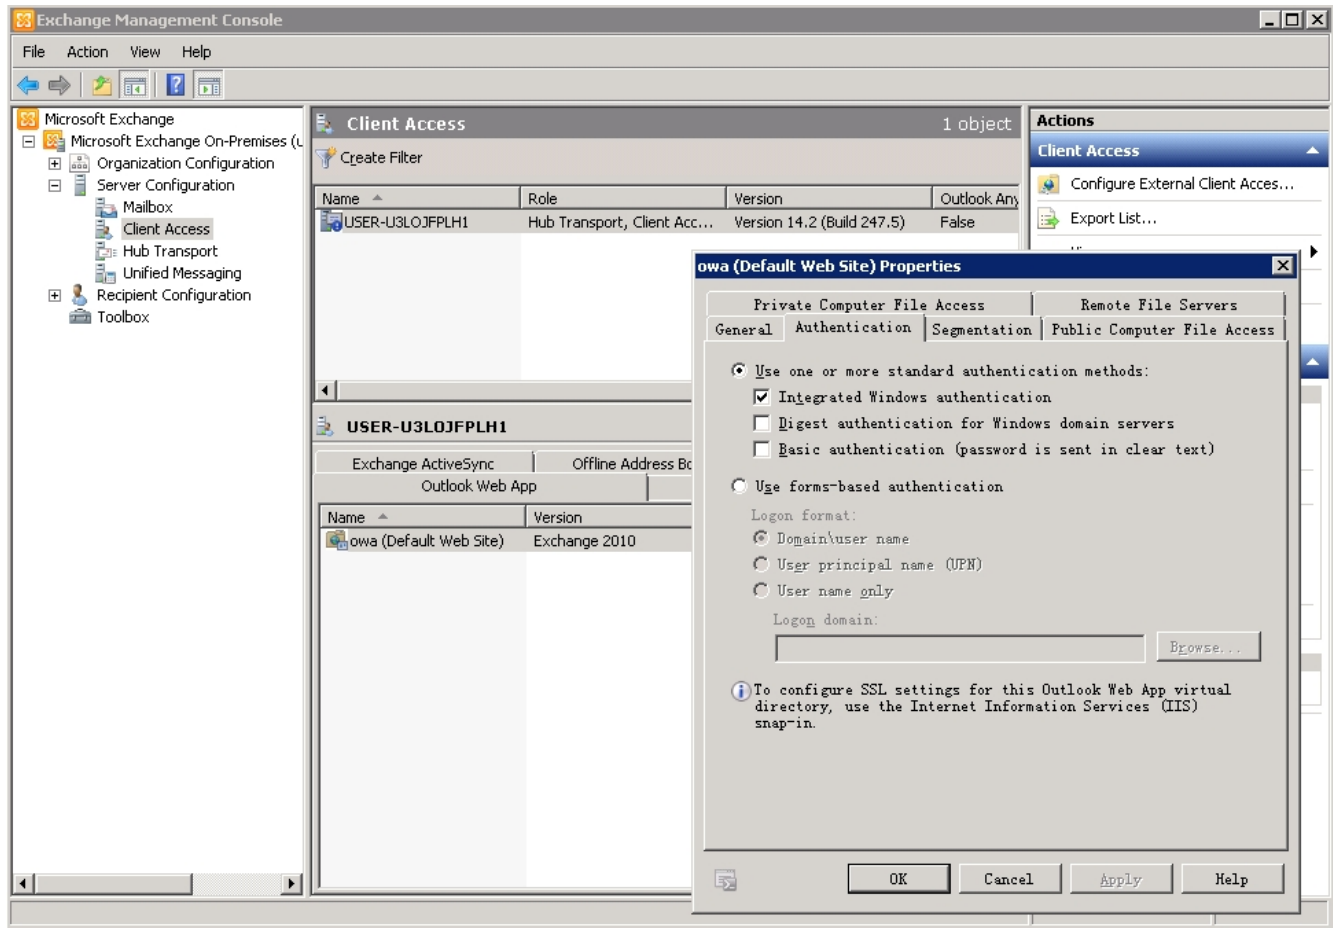 Exchange Management Console
File Action View Help
Microsoft Exchange
Microsoft Exchange On-Premises (u
Organization Configuration
Server Configuration
Mailbox
Client Access
Hub Transport
Unified Messaging
Recipient Configuration
Toolbox
Client Access 1 object
Create Filter
Name Role Version Outlook Any
USER-U3LOJFPLH1 Hub Transport, Client Acc... Version 14.2 (Build 247.5) False
USER-U3LOJFPLH1
Exchange ActiveSync Offline Address Bo
Outlook Web App
Name Version
owa (Default Web Site) Exchange 2010
Actions
Client Access
Configure External Client Acces...
Export List...
owa (Default Web Site) Properties
Private Computer File Access Remote File Servers
General Authentication Segmentation Public Computer File Access
Use one or more standard authentication methods:
Integrated Windows authentication
Digest authentication for Windows domain servers
Basic authentication (password is sent in clear text)
Use forms-based authentication
Logon format:
Domain\user name
User principal name (UPN)
User name only
Logon domain:
Browse...
To configure SSL settings for this Outlook Web App virtual
directory, use the Internet Information Services (IIS)
snap-in.
OK Cancel Apply Help